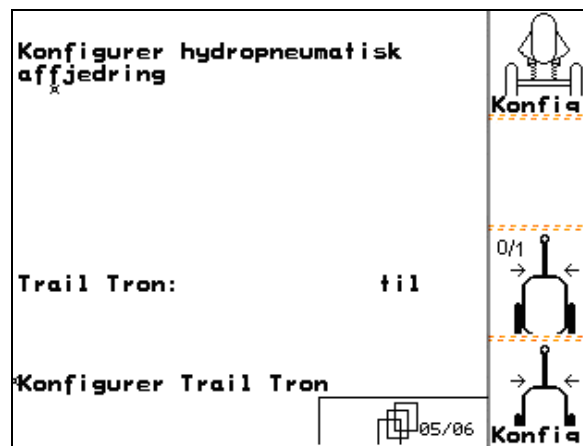 Konfigurer hydropneumatisk
affjedring
Konfig
0/1
Trail Tron: til
Konfigurer Trail Tron
05/06
Konfig